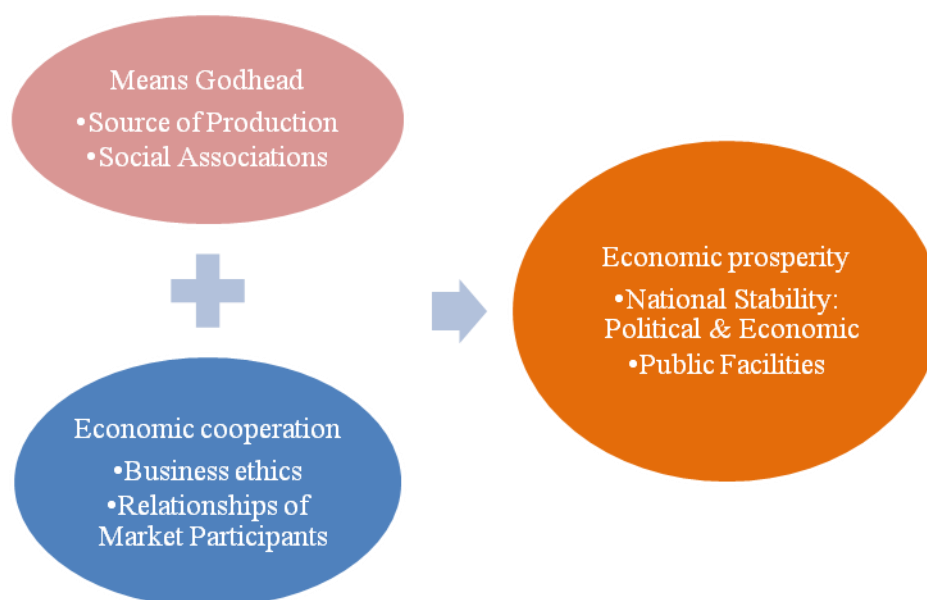 Means Godhead
•Source of Production
•Social Associations
Economic cooperation
•Business ethics
•Relationships of
Market Participants
Economic prosperity
•National Stability:
Political & Economic
•Public Facilities